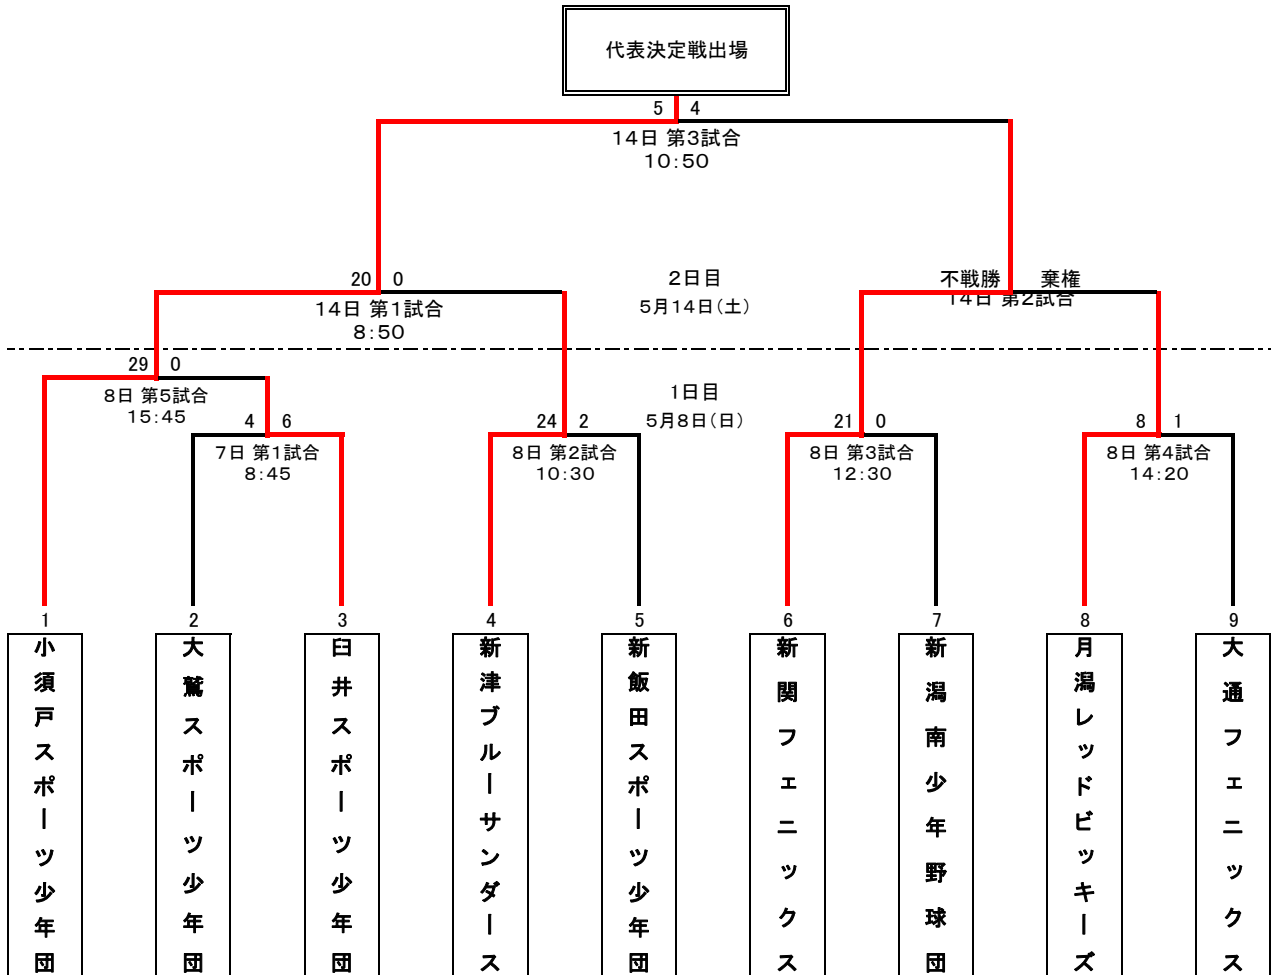 代表決定戦出場
5 4
14日 第3試合
10:50
20 0
14日 第1試合
8:50
2日目
5月14日(土)
不戦勝 棄権
14日 第2試合
29 0
8日 第5試合
15:45
1日目
5月8日(日)
4 6
7日 第1試合
8:45
24 2
8日 第2試合
10:30
21 0
8日 第3試合
12:30
8 1
8日 第4試合
14:20
1
小須戸スポーツ少年団
2
大鷲スポーツ少年団
3
臼井スポーツ少年団
4
新津ブルーサンダース
5
新飯田スポーツ少年団
6
新関フェニックス
7
新潟南少年野球団
8
月潟レッドビッキーズ
9
大通フェニックス